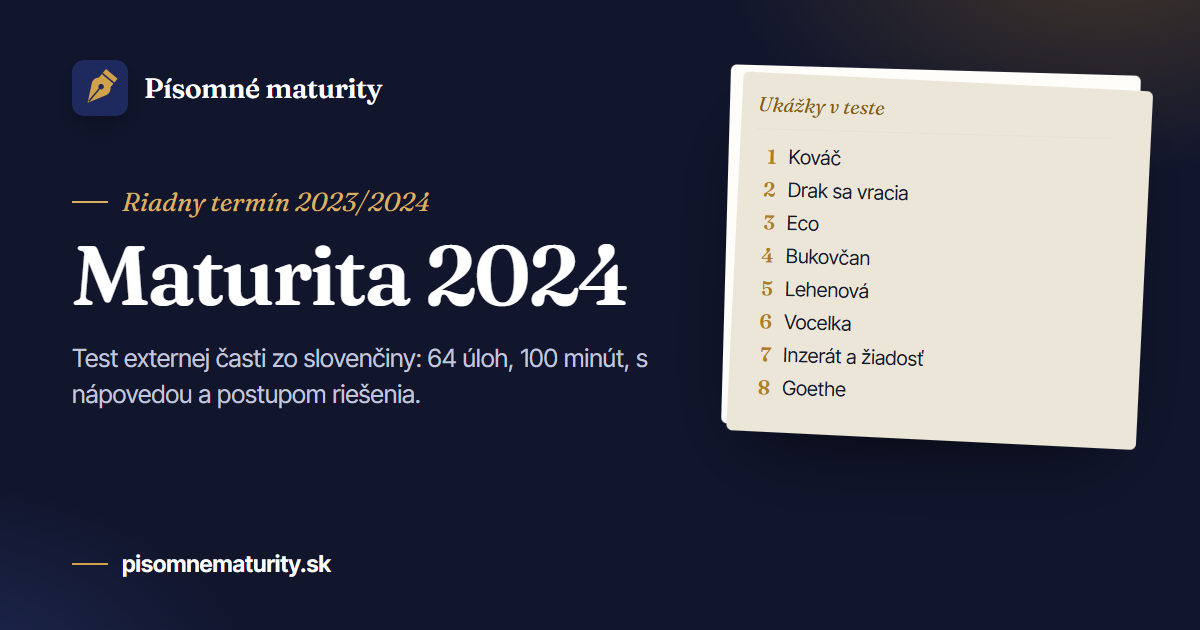 Písomné maturity
Riadny termín 2023/2024
Maturita 2024
Test externej časti zo slovenčiny: 64 úloh, 100 minút, s
nápovedou a postupom riešenia.
pisomnematurity.sk
Ukážky v teste
1 Kováč
2 Drak sa vracia
3 Eco
4 Bukovčan
5 Lehenová
6 Vocelka
7 Inzerát a žiadosť
8 Goethe